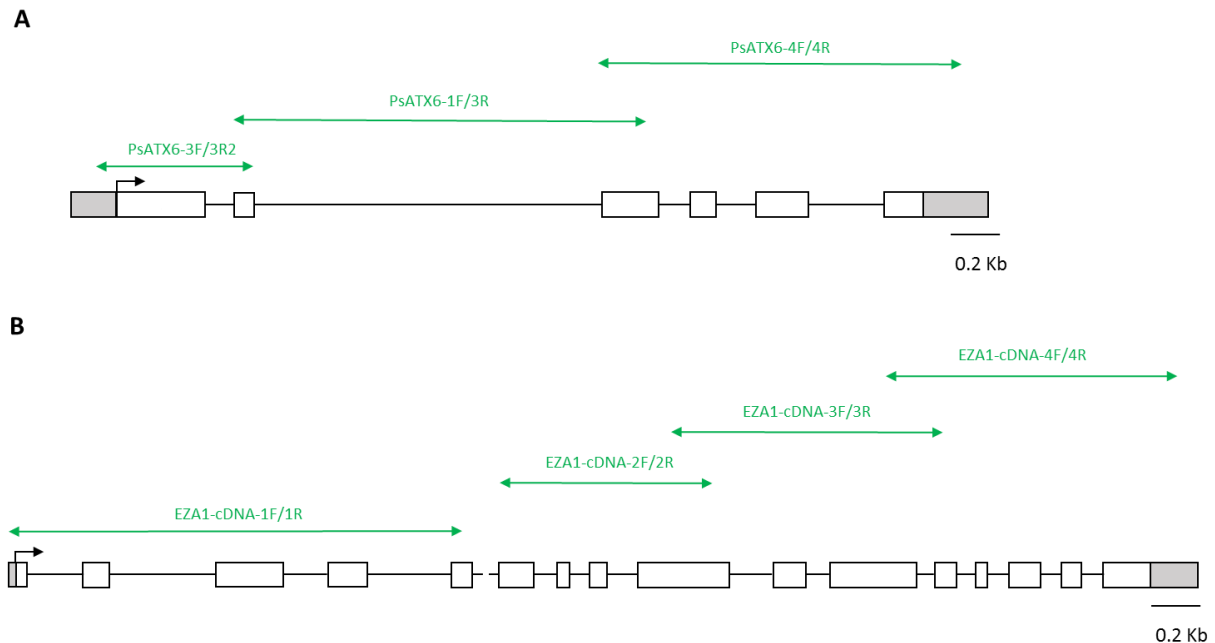 A
PsATX6-4F/4R
PsATX6-1F/3R
PsATX6-3F/3R2
0.2 Kb
B
EZA1-cDNA-4F/4R
EZA1-cDNA-3F/3R
EZA1-cDNA-2F/2R
EZA1-cDNA-1F/1R
0.2 Kb